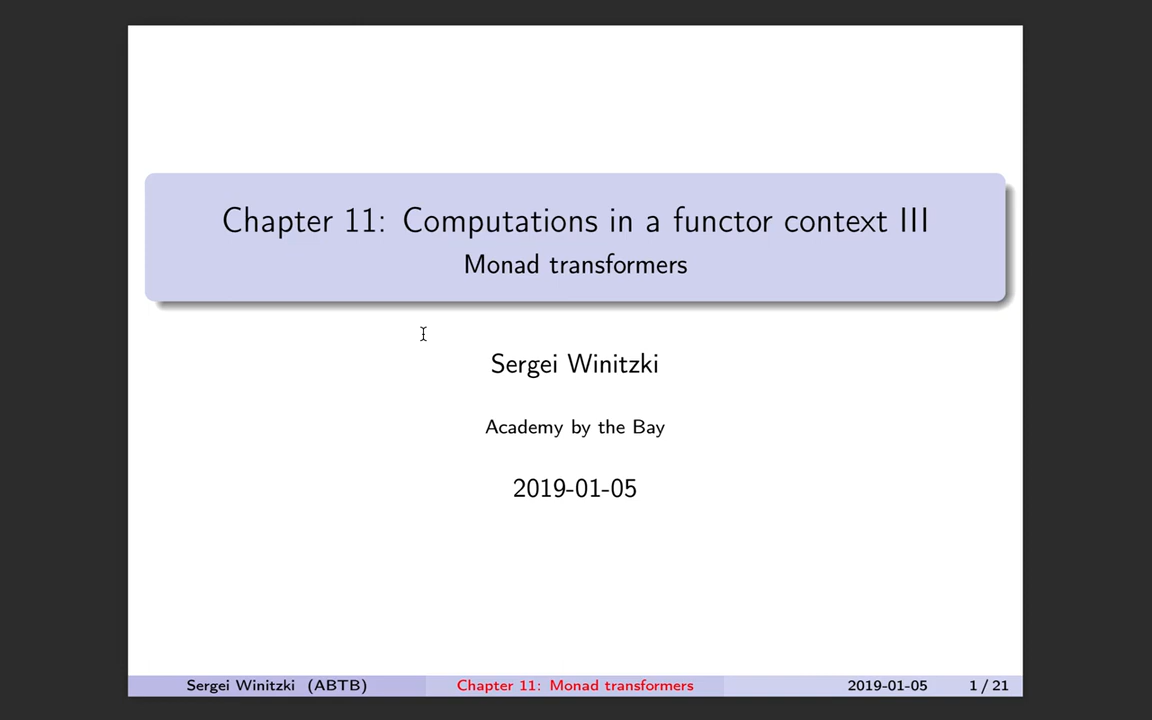 Chapter 11: Computations in a functor context III
Monad transformers
Sergei Winitzki
Academy by the Bay
2019-01-05
Sergei Winitzki (ABTB) Chapter 11: Monad transformers 2019-01-05 1 / 21